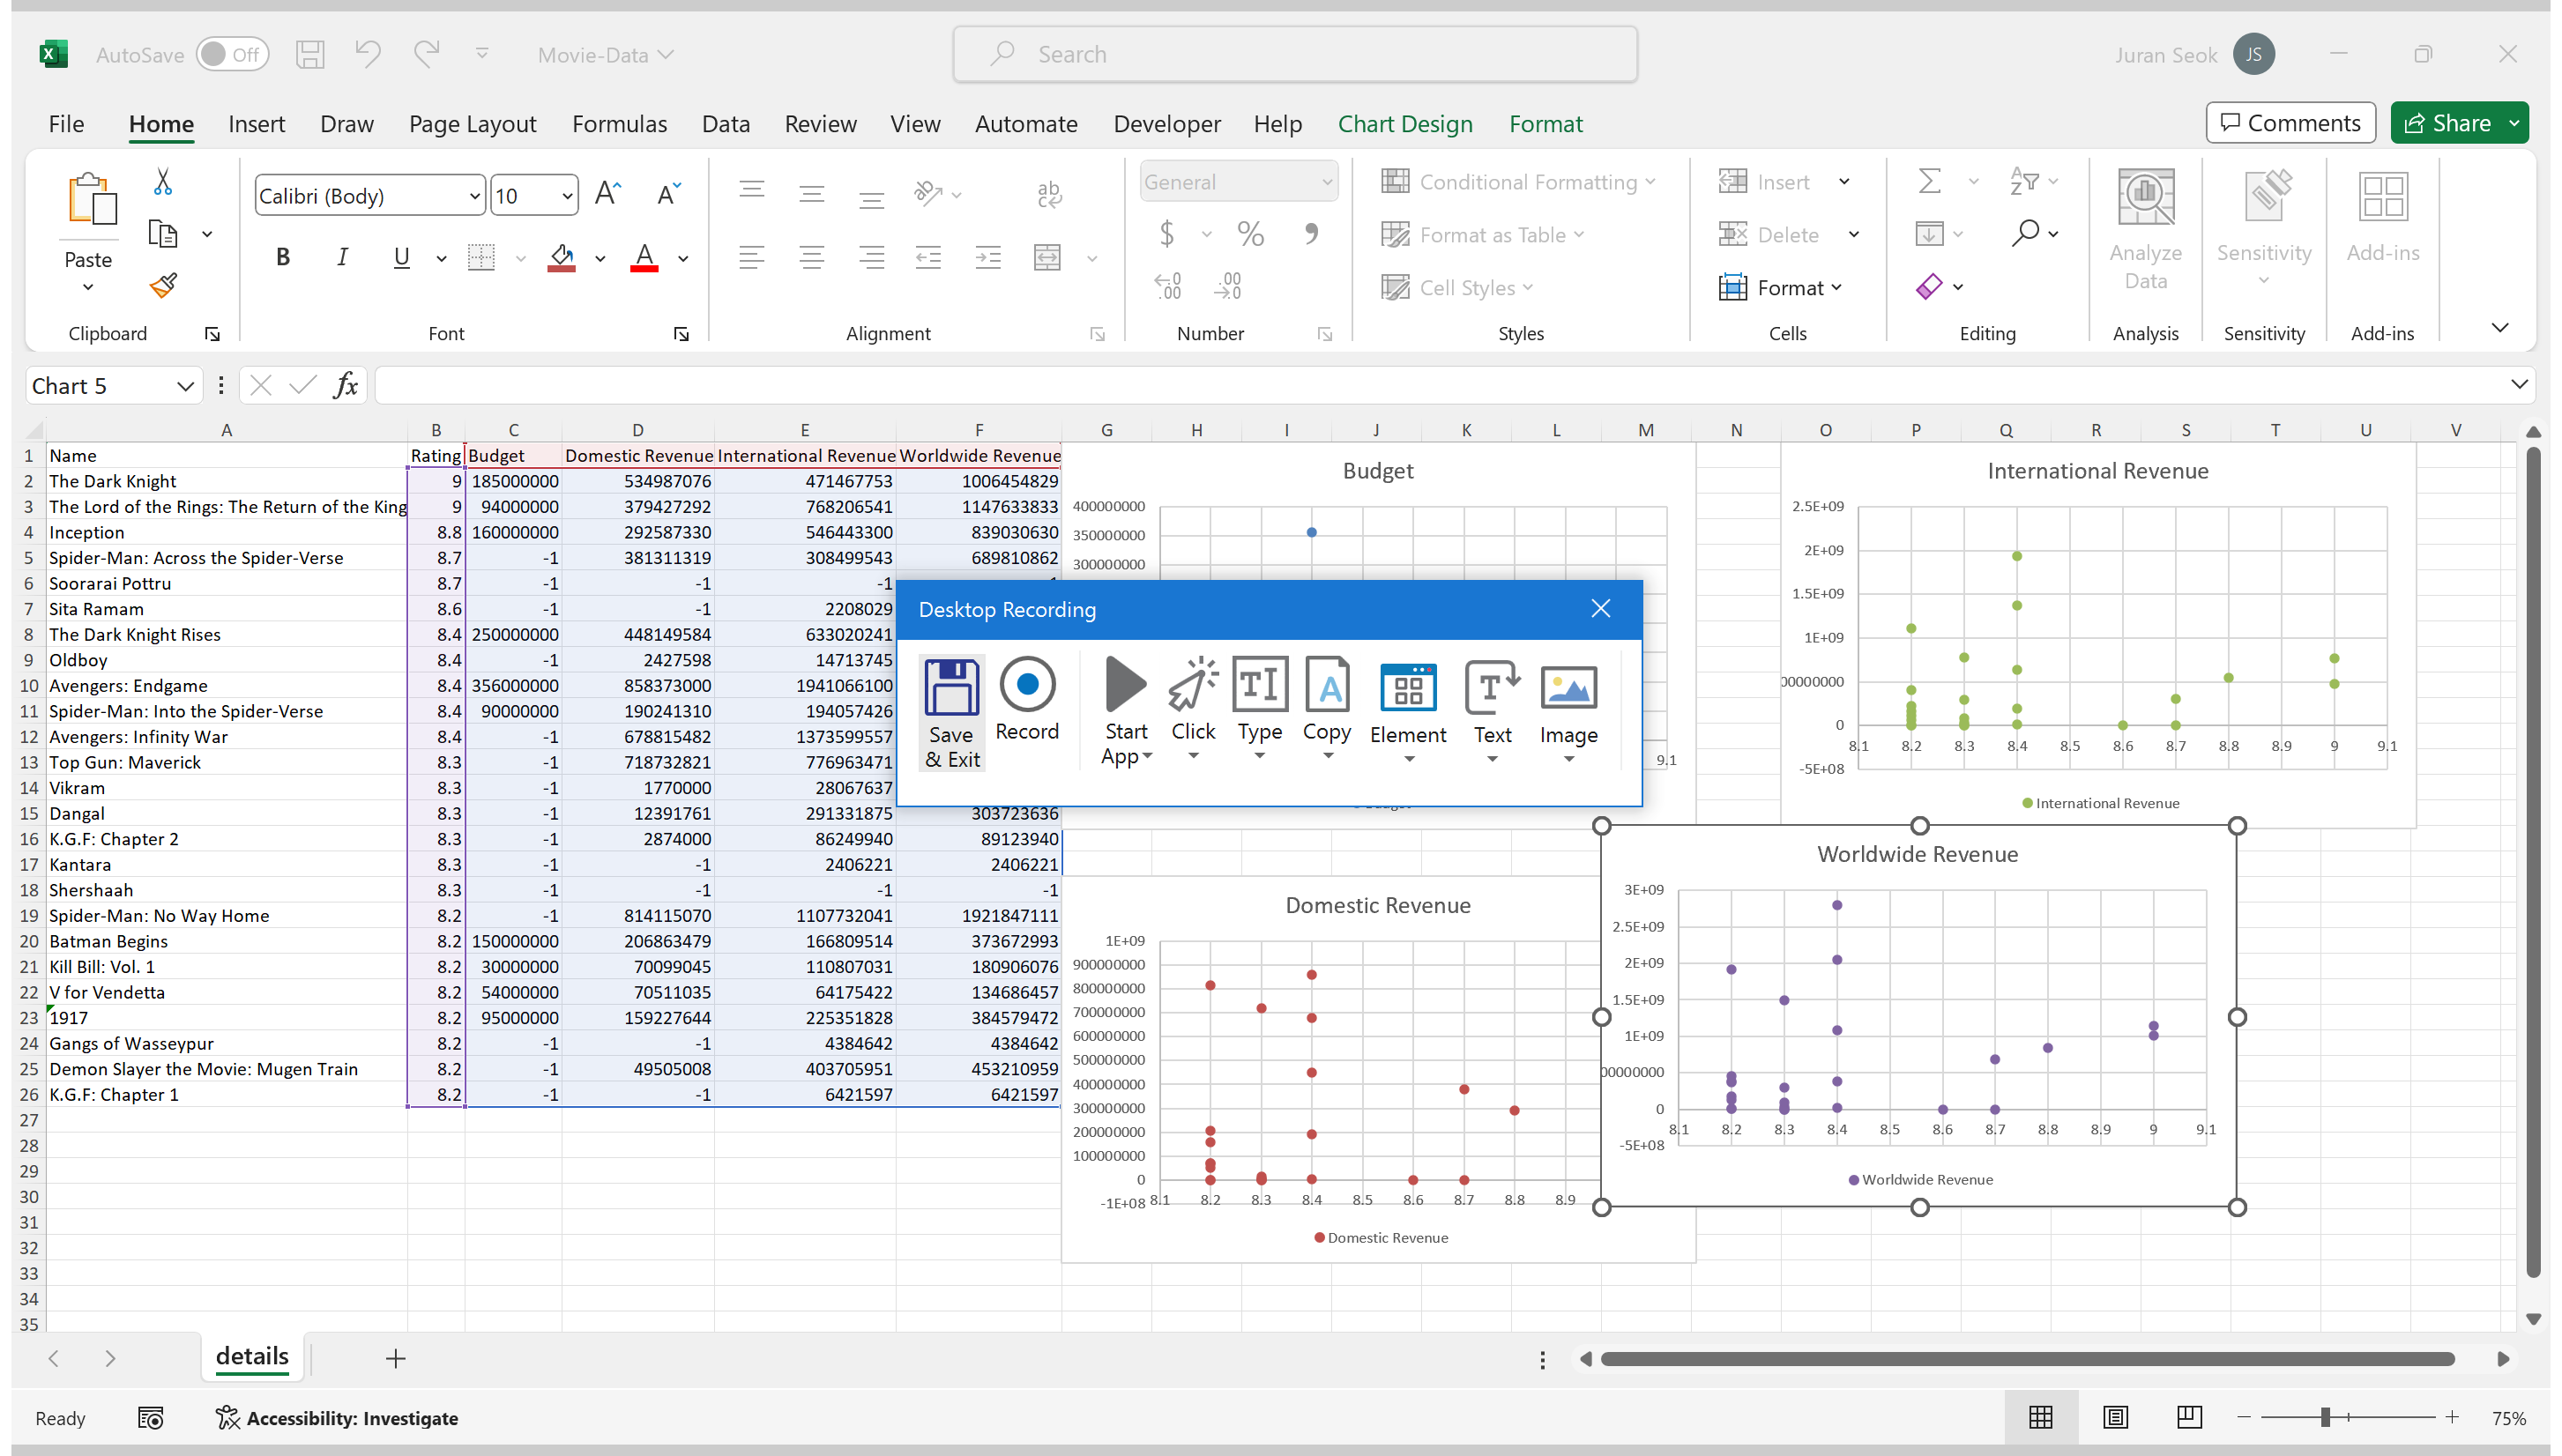 AutoSave Off Movie-Data Search Juran Seok JS
File Home Insert Draw Page Layout Formulas Data Review View Automate Developer Help Chart Design Format Comments Share
Calibri (Body) 10 General Conditional Formatting Insert
Format as Table Delete
Paste Cell Styles Format Analyze Data Sensitivity Add-ins
Clipboard Font Alignment Number Styles Cells Editing Analysis Sensitivity Add-ins
Chart 5 fx
A B C D E F G H I J K L M N O P Q R S T U V
1 Name Rating Budget Domestic Revenue International Revenue Worldwide Revenue
2 The Dark Knight 9 185000000 534987076 471467753 1006454829
3 The Lord of the Rings: The Return of the King 9 94000000 379427292 768206541 1147633833
4 Inception 8.8 160000000 292587330 546443300 839030630
5 Spider-Man: Across the Spider-Verse 8.7 -1 381311319 308499543 689810862
6 Soorarai Pottru 8.7 -1 -1 -1
7 Sita Ramam 8.6 -1 -1 2208029
8 The Dark Knight Rises 8.4 250000000 448149584 633020241
9 Oldboy 8.4 -1 2427598 14713745
10 Avengers: Endgame 8.4 356000000 858373000 1941066100
11 Spider-Man: Into the Spider-Verse 8.4 90000000 190241310 194057426
12 Avengers: Infinity War 8.4 -1 678815482 1373599557
13 Top Gun: Maverick 8.3 -1 718732821 776963471
14 Vikram 8.3 -1 1770000 28067637
15 Dangal 8.3 -1 12391761 291331875 303723636
16 K.G.F: Chapter 2 8.3 -1 2874000 86249940 89123940
17 Kantara 8.3 -1 -1 2406221 2406221
18 Shershaah 8.3 -1 -1 -1 -1
19 Spider-Man: No Way Home 8.2 -1 814115070 1107732041 1921847111
20 Batman Begins 8.2 150000000 206863479 166809514 373672993
21 Kill Bill: Vol. 1 8.2 30000000 70099045 110807031 180906076
22 V for Vendetta 8.2 54000000 70511035 64175422 134686457
23 1917 8.2 95000000 159227644 225351828 384579472
24 Gangs of Wasseypur 8.2 -1 -1 4384642 4384642
25 Demon Slayer the Movie: Mugen Train 8.2 -1 49505008 403705951 453210959
26 K.G.F: Chapter 1 8.2 -1 -1 6421597 6421597
27
28
29
30
31
32
33
34
35
Budget
400000000
350000000
300000000
9.1
International Revenue
2.5E+09
2E+09
1.5E+09
1E+09
00000000
0
8.1 8.2 8.3 8.4 8.5 8.6 8.7 8.8 8.9 9 9.1
-5E+08
International Revenue
Desktop Recording
Save & Exit Record Start App Click Type Copy Element Text Image
Domestic Revenue
1E+09
900000000
800000000
700000000
600000000
500000000
400000000
300000000
200000000
100000000
0
-1E+08
8.1 8.2 8.3 8.4 8.5 8.6 8.7 8.8 8.9
Domestic Revenue
Worldwide Revenue
3E+09
2.5E+09
2E+09
1.5E+09
1E+09
00000000
0
8.1 8.2 8.3 8.4 8.5 8.6 8.7 8.8 8.9 9 9.1
-5E+08
Worldwide Revenue
details
Ready Accessibility: Investigate 75%